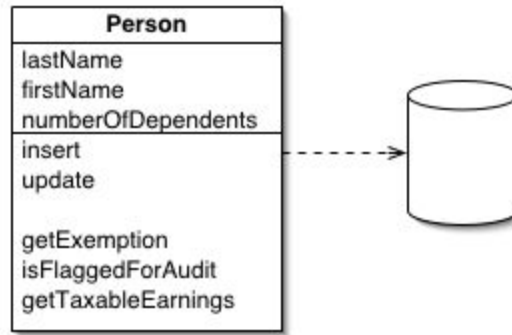 Person
lastName
firstName
numberOfDependents
insert
update
getExemption
isFlaggedForAudit
getTaxableEarnings